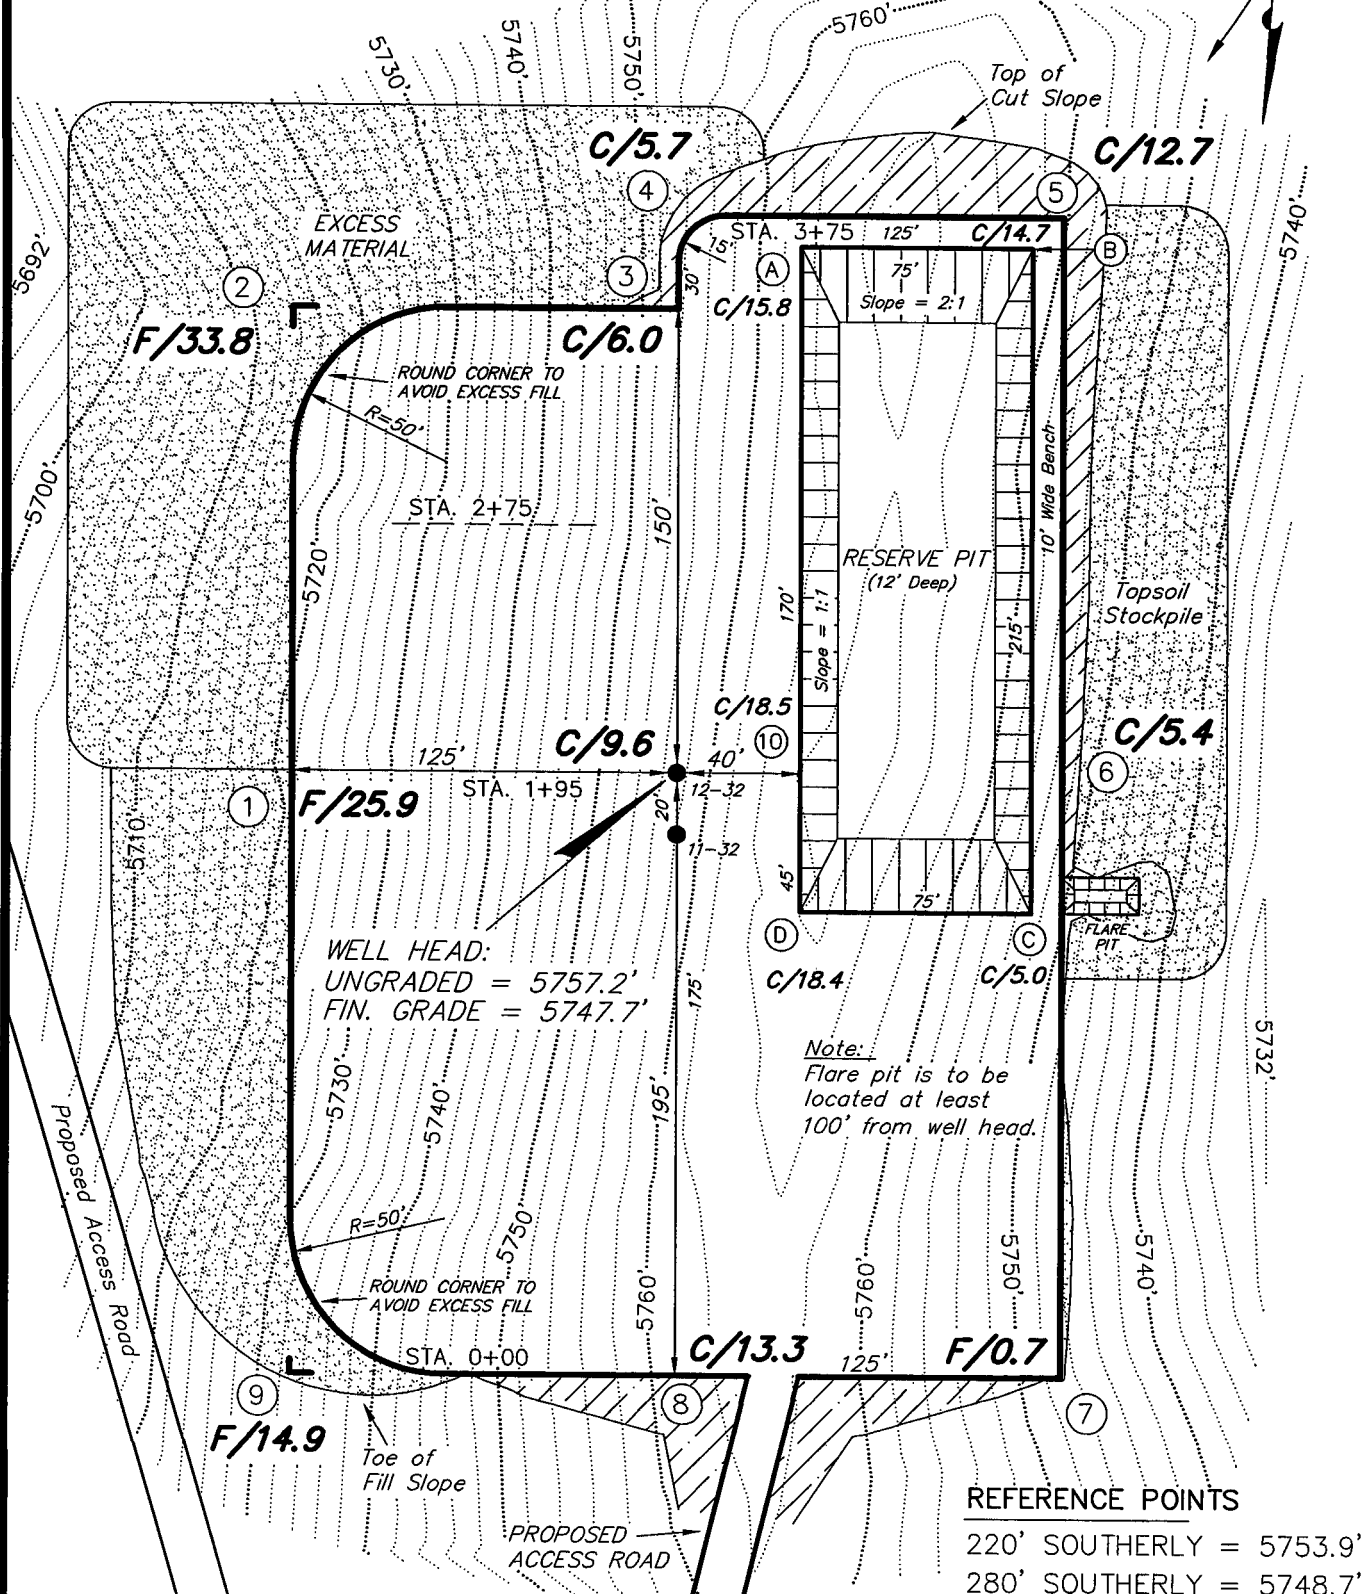 5760'
5730'
5740'
5750'
Top of
Cut Slope
C/5.7
C/12.7
4
5
EXCESS
MATERIAL
5692'
STA. 3+75
125'
C/14.7
15'
B
5740'
3
A
75'
2
30'
C/15.8
Slope = 2:1
F/33.8
C/6.0
ROUND CORNER TO
AVOID EXCESS FILL
R=50'
5700'
STA. 2+75
150'
10' Wide Bench
5720'
RESERVE PIT
(12' Deep)
170'
Slope = 1:1
215'
Topsoil
Stockpile
C/18.5
C/5.4
C/9.6
10
125'
40'
6
STA. 1+95
12-32
1
F/25.9
20'
5710'
11-32
45'
75'
FLARE
PIT
D
C
WELL HEAD:
UNGRADED = 5757.2'
FIN. GRADE = 5747.7'
C/18.4
C/5.0
175'
5732'
Note:
Flare pit is to be
located at least
100' from well head.
5730'
5740'
195'
Proposed Access Road
R=50'
5750'
5750'
5740'
5760'
5760'
ROUND CORNER TO
AVOID EXCESS FILL
STA. 0+00
C/13.3
125'
F/0.7
9
8
7
F/14.9
Toe of
Fill Slope
REFERENCE POINTS
PROPOSED
ACCESS ROAD
220' SOUTHERLY = 5753.9'
280' SOUTHERLY = 5748.7'